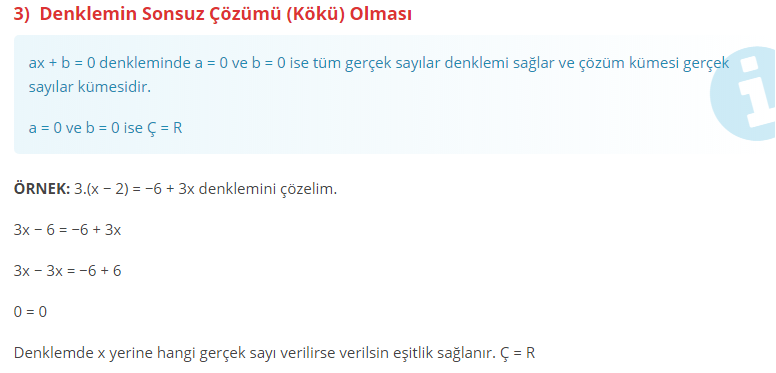 3) Denklemin Sonsuz Çözümü (Kökü) Olması
ax + b = 0 denkleminde a = 0 ve b = 0 ise tüm gerçek sayılar denklemi sağlar ve çözüm kümesi gerçek
sayılar kümesidir.
a = 0 ve b = 0 ise Ç = R
ÖRNEK: 3.(x − 2) = −6 + 3x denklemini çözelim.
3x − 6 = −6 + 3x
3x − 3x = −6 + 6
0 = 0
Denklemde x yerine hangi gerçek sayı verilirse verilsin eşitlik sağlanır. Ç = R